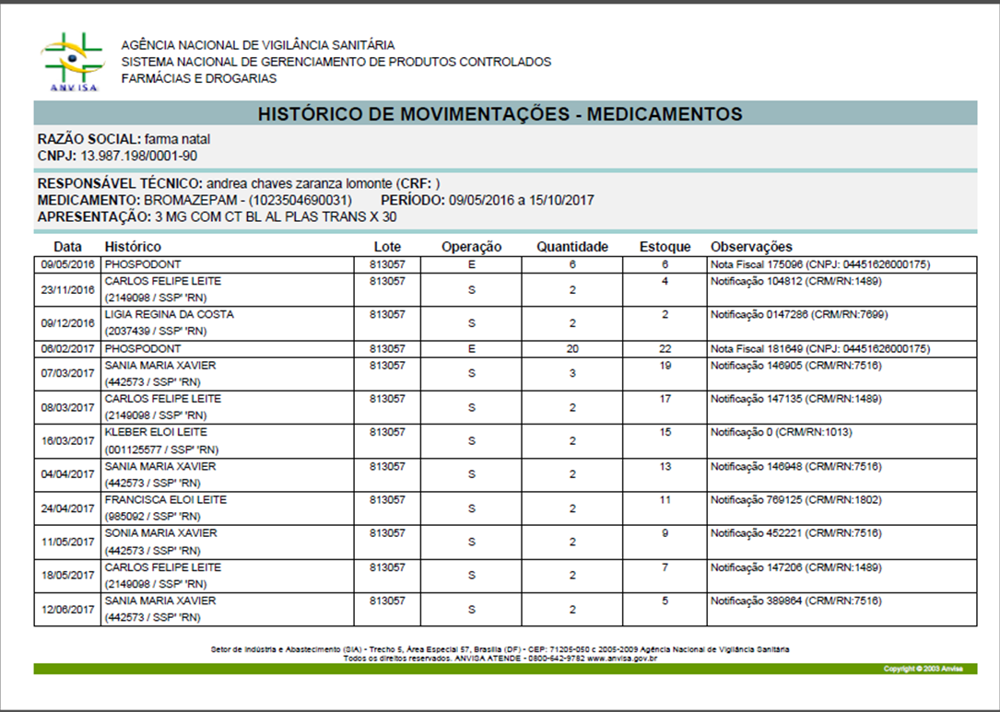 ANVISA
AGÊNCIA NACIONAL DE VIGILÂNCIA SANITÁRIA
SISTEMA NACIONAL DE GERENCIAMENTO DE PRODUTOS CONTROLADOS
FARMÁCIAS E DROGARIAS
HISTÓRICO DE MOVIMENTAÇÕES - MEDICAMENTOS
RAZÃO SOCIAL: farma natal
CNPJ: 13.987.198/0001-90
RESPONSÁVEL TÉCNICO: andrea chaves zaranza lomonte (CRF: )
MEDICAMENTO: BROMAZEPAM - (1023504690031) PERÍODO: 09/05/2016 a 15/10/2017
APRESENTAÇÃO: 3 MG COM CT BL AL PLAS TRANS X 30
Data Histórico Lote Operação Quantidade Estoque Observações
09/05/2016 PHOSPODONT 813057 E 6 6 Nota Fiscal 175096 (CNPJ: 04451626000175)
23/11/2016 CARLOS FELIPE LEITE 813057 S 2 4 Notificação 104812 (CRM/RN:1489)
(2149098 / SSP' 'RN)
09/12/2016 LIGIA REGINA DA COSTA 813057 S 2 2 Notificação 0147286 (CRM/RN:7699)
(2037439 / SSP' 'RN)
06/02/2017 PHOSPODONT 813057 E 20 22 Nota Fiscal 181649 (CNPJ: 04451626000175)
07/03/2017 SANIA MARIA XAVIER 813057 S 3 19 Notificação 146905 (CRM/RN:7516)
(442573 / SSP' 'RN)
08/03/2017 CARLOS FELIPE LEITE 813057 S 2 17 Notificação 147135 (CRM/RN:1489)
(2149098 / SSP' 'RN)
16/03/2017 KLEBER ELOI LEITE 813057 S 2 15 Notificação 0 (CRM/RN:1013)
(001125577 / SSP' 'RN)
04/04/2017 SANIA MARIA XAVIER 813057 S 2 13 Notificação 146948 (CRM/RN:7516)
(442573 / SSP' 'RN)
24/04/2017 FRANCISCA ELOI LEITE 813057 S 2 11 Notificação 769125 (CRM/RN:1802)
(985092 / SSP' 'RN)
11/05/2017 SONIA MARIA XAVIER 813057 S 2 9 Notificação 452221 (CRM/RN:7516)
(442573 / SSP' 'RN)
18/05/2017 CARLOS FELIPE LEITE 813057 S 2 7 Notificação 147206 (CRM/RN:1489)
(2149098 / SSP' 'RN)
12/06/2017 SANIA MARIA XAVIER 813057 S 2 5 Notificação 389864 (CRM/RN:7516)
(442573 / SSP' 'RN)
Setor de Indústria e Abastecimento (SIA) - Trecho 5, Área Especial 57, Brasília (DF) - CEP: 71205-050 c 2005-2009 Agência Nacional de Vigilância Sanitária
Todos os direitos reservados. ANVISA ATENDE - 0800-642-9782 www.anvisa.gov.br
Copyright © 2003 Anvisa